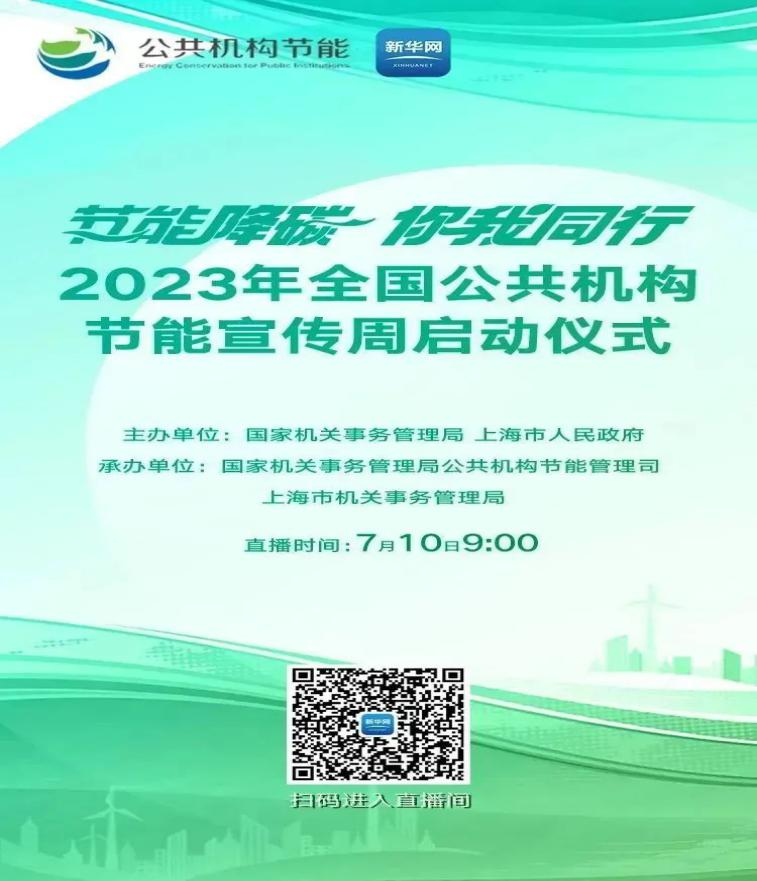 公共机构节能
Energy Conservation for Public Institutions
新华网
XINHUANET
节能降碳 你我同行
2023年全国公共机构
节能宣传周启动仪式
主办单位：国家机关事务管理局 上海市人民政府
承办单位：国家机关事务管理局公共机构节能管理司
上海市机关事务管理局
直播时间：7月10日9:00
新华网
扫码进入直播间